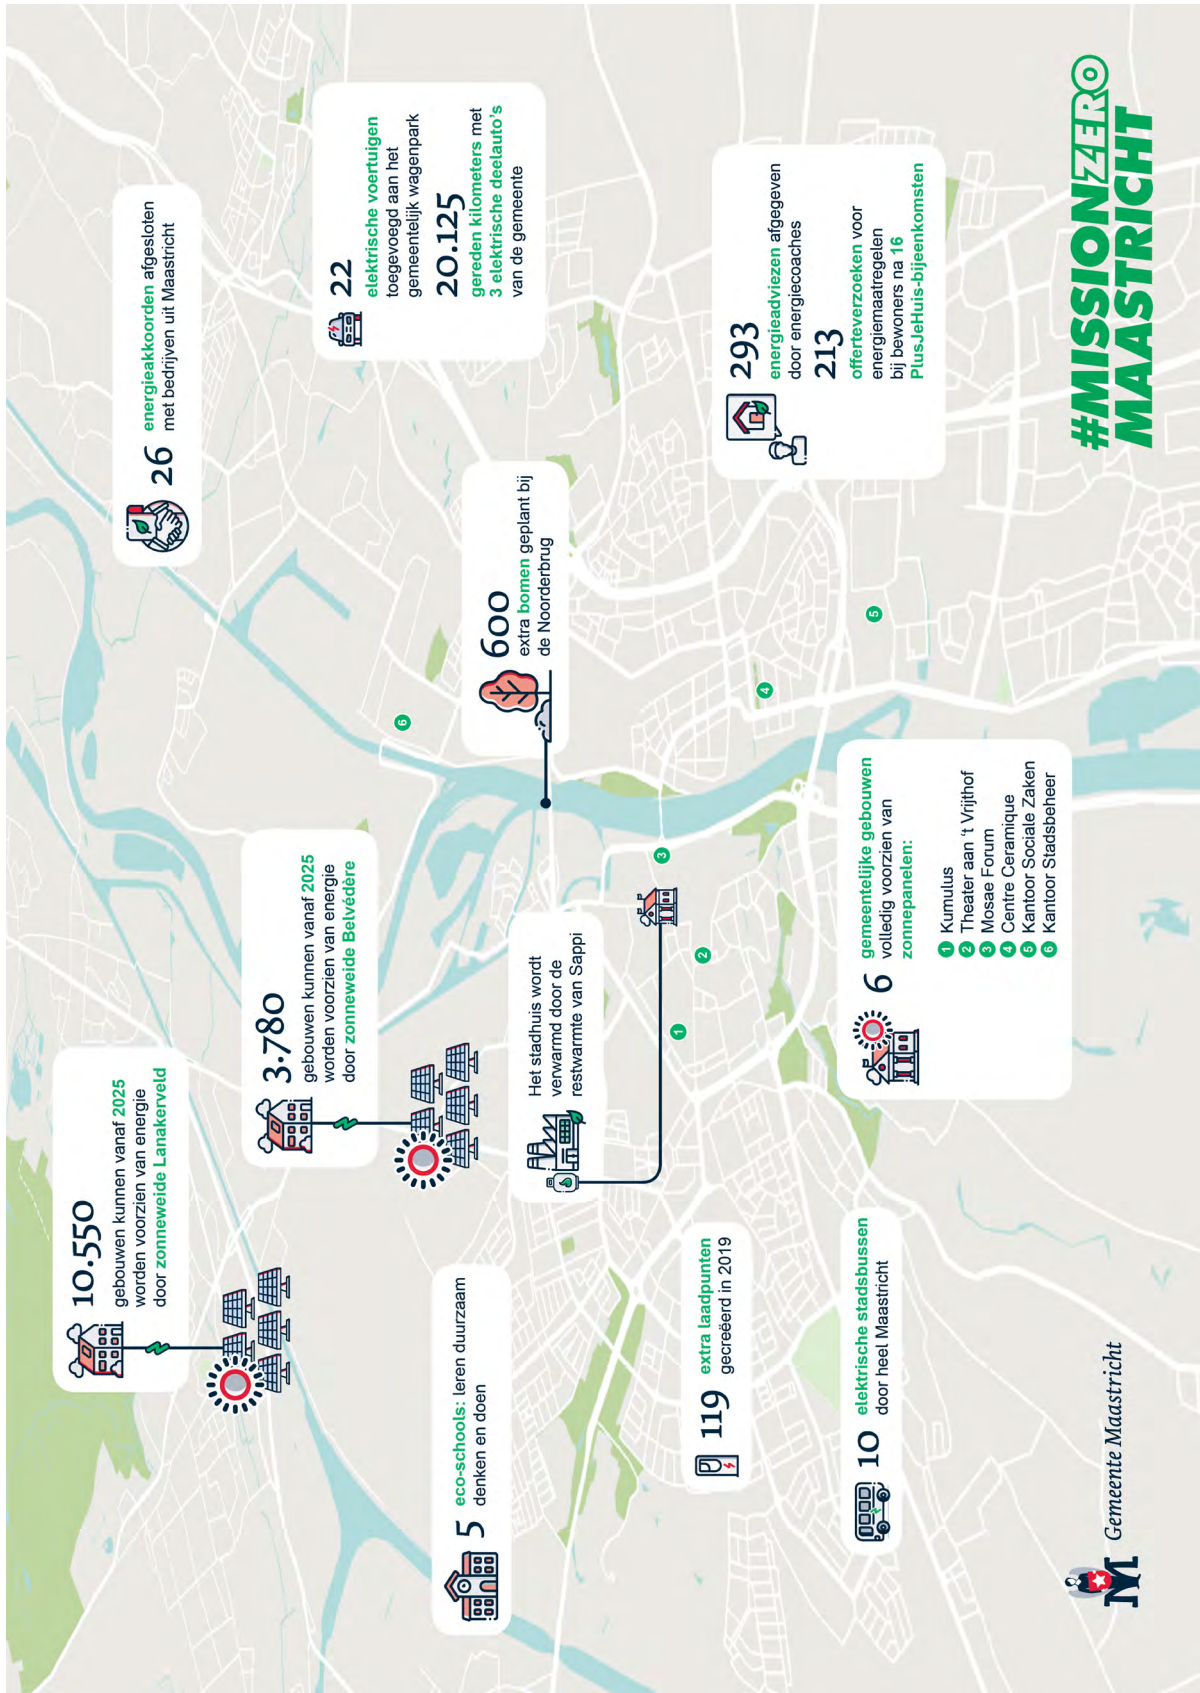 10.550
gebouwen kunnen vanaf 2025
worden voorzien van energie
door zonneweide Lanakerveld
26
energieakkoorden afgesloten
met bedrijven uit Maastricht
3.780
gebouwen kunnen vanaf 2025
worden voorzien van energie
door zonneweide Belvédère
22
elektrische voertuigen
toegevoegd aan het
gemeentelijk wagenpark
20.125
gereden kilometers met
3 elektrische deelauto's
van de gemeente
5
eco-schools: leren duurzaam
denken en doen
600
extra bomen geplant bij
de Noorderbrug
Het stadhuis wordt
verwarmd door de
restwarmte van Sappi
119
extra laadpunten
gecreëerd in 2019
293
energieadviezen afgegeven
door energiecoaches
213
offerteverzoeken voor
energiemaatregelen
bij bewoners na 16
PlusJeHuis-bijeenkomsten
10
elektrische stadsbussen
door heel Maastricht
6
gemeentelijke gebouwen
volledig voorzien van
zonnepanelen:
1 Kumulus
2 Theater aan 't Vrijthof
3 Mosae Forum
4 Centre Ceramique
5 Kantoor Sociale Zaken
6 Kantoor Stadsbeheer
6
3
2
1
4
5
M Gemeente Maastricht
#MISSIONZERO
MAASTRICHT